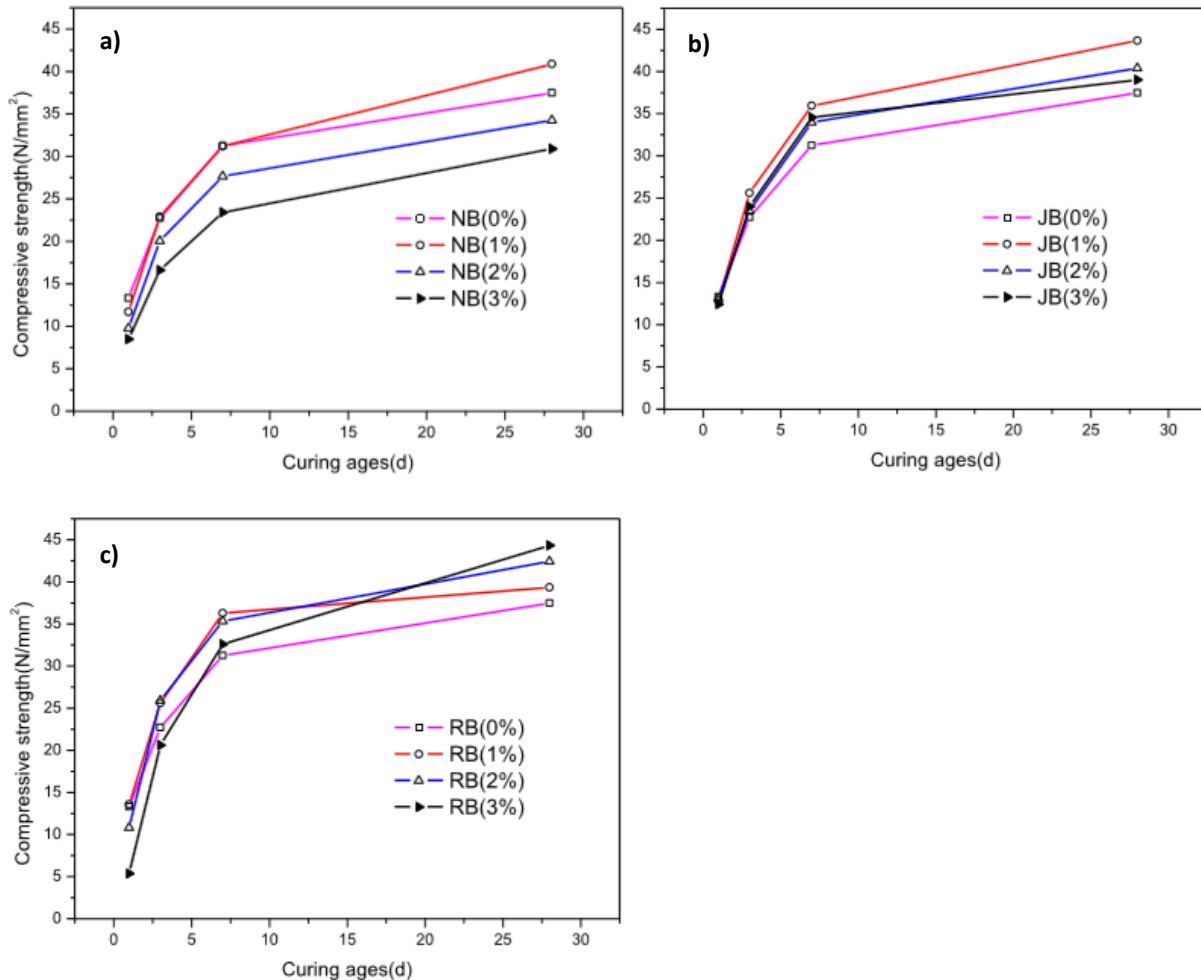 a)
Compressive strength(N/mm²)
45
40
35
30
25
20
15
10
5
0
NB(0%)
NB(1%)
NB(2%)
NB(3%)
0 5 10 15 20 25 30
Curing ages(d)
b)
Compressive strength(N/mm²)
45
40
35
30
25
20
15
10
5
0
JB(0%)
JB(1%)
JB(2%)
JB(3%)
0 5 10 15 20 25 30
Curing ages(d)
c)
Compressive strength(N/mm²)
45
40
35
30
25
20
15
10
5
0
RB(0%)
RB(1%)
RB(2%)
RB(3%)
0 5 10 15 20 25 30
Curing ages(d)